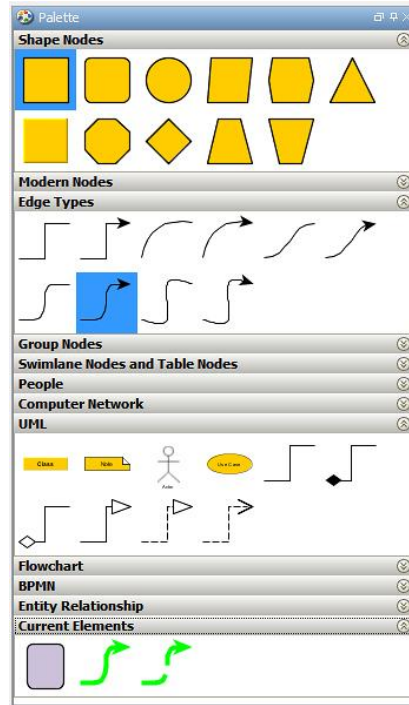 Palette
Shape Nodes
Modern Nodes
Edge Types
Group Nodes
Swimlane Nodes and Table Nodes
People
Computer Network
UML
Class Note Use Case
Actor
Flowchart
BPMN
Entity Relationship
Current Elements